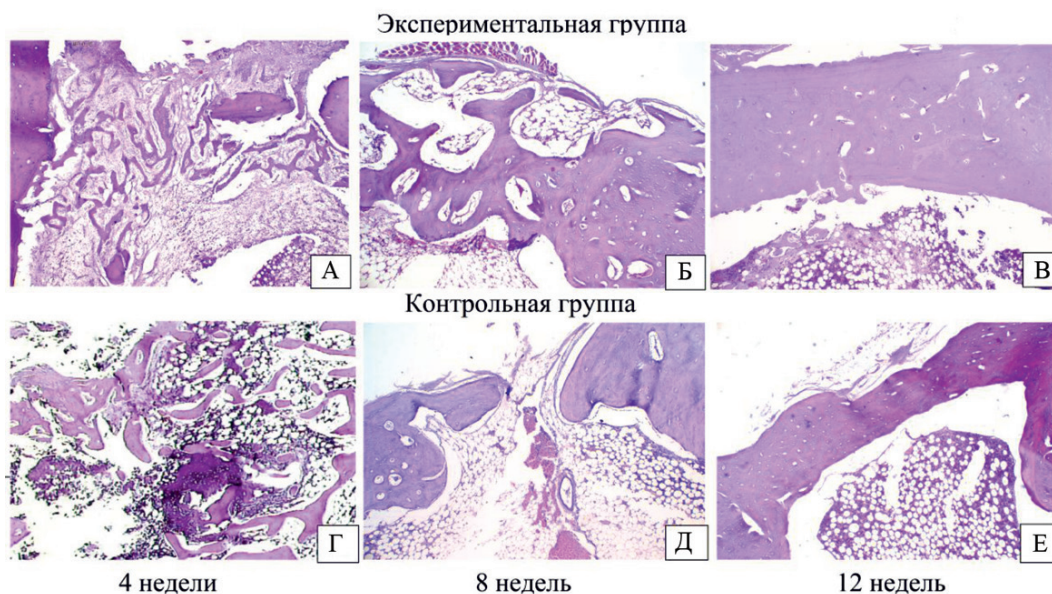 Экспериментальная группа
А
Б
В
Контрольная группа
Г
Д
Е
4 недели
8 недель
12 недель